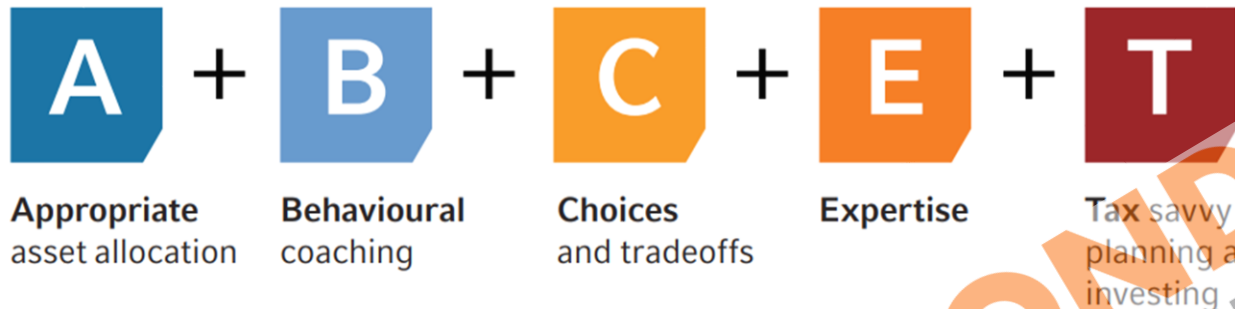 A + B + C + E + T
Appropriate Behavioural Choices Expertise Tax savvy
asset allocation coaching and tradeoffs planning
investing